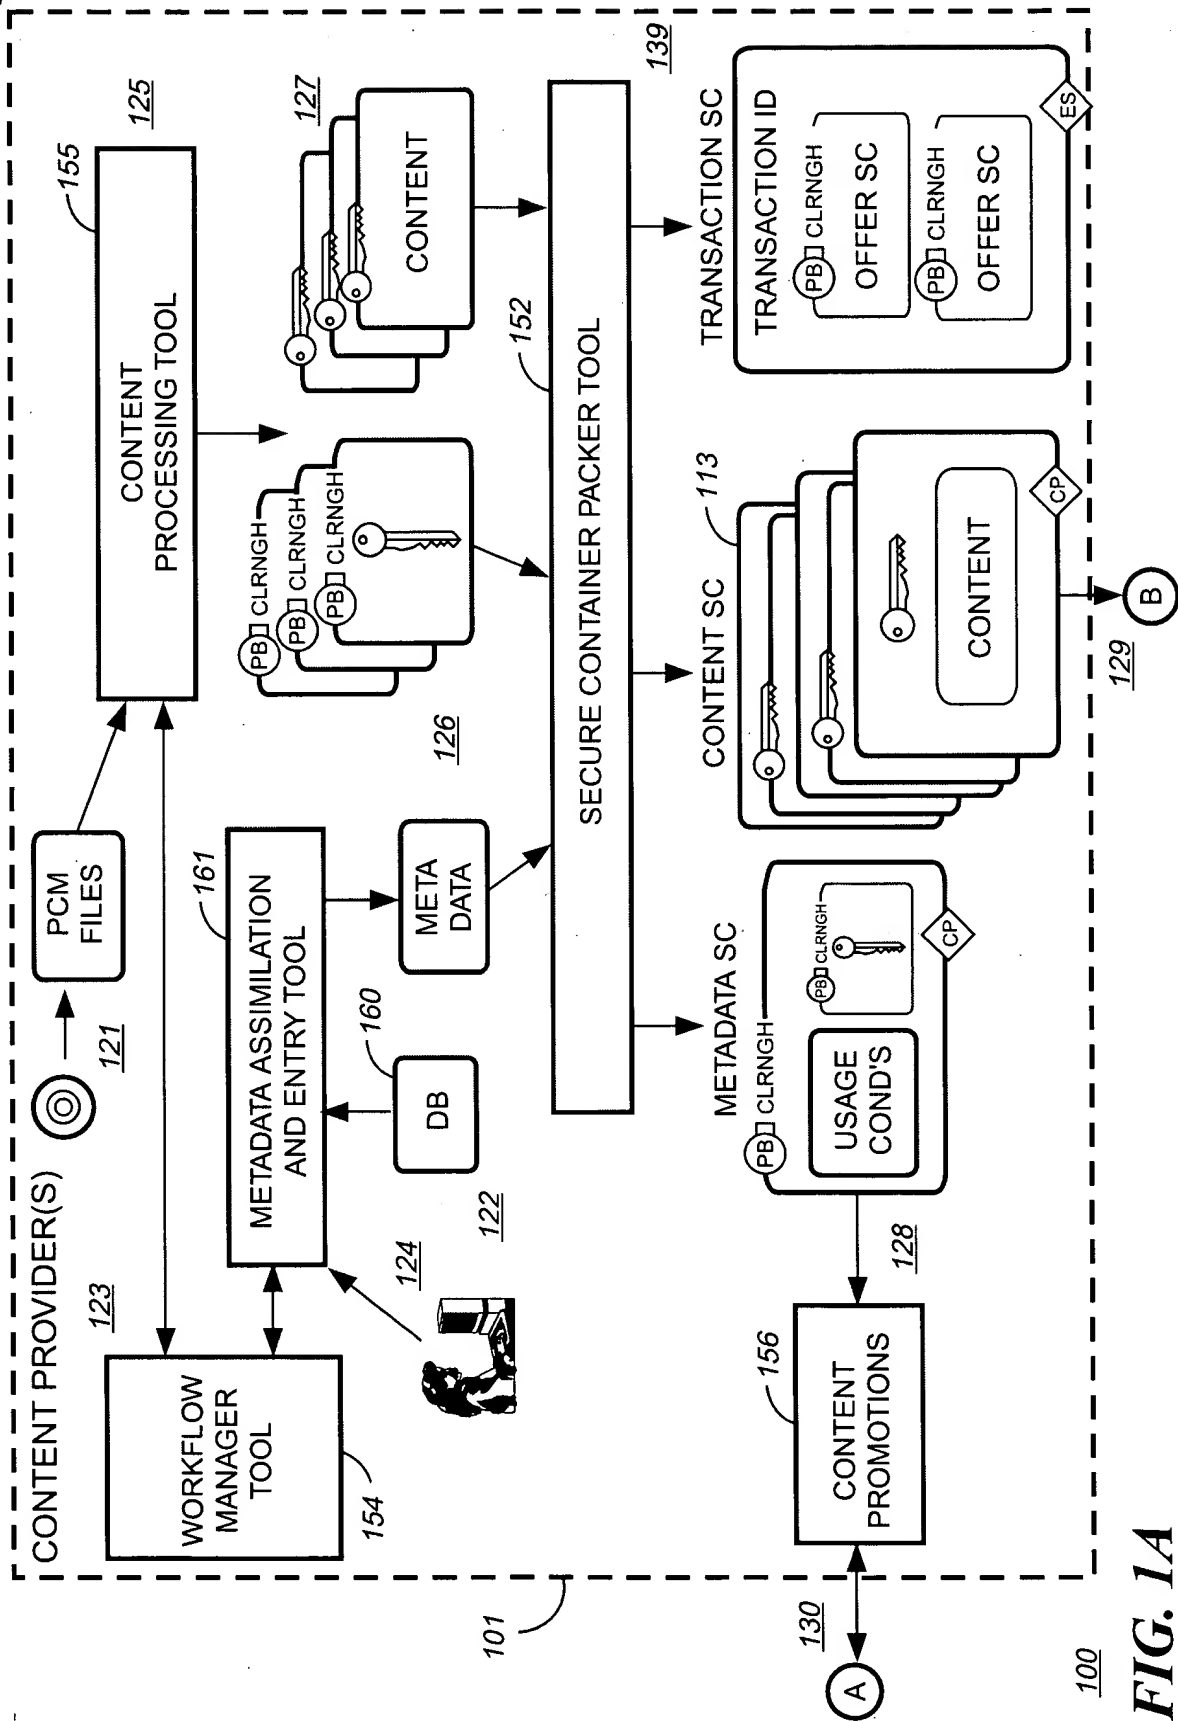 CONTENT PROVIDER(S)
123
WORKFLOW
MANAGER
TOOL
154
121
PCM
FILES
155
125
CONTENT
PROCESSING TOOL
161
METADATA ASSIMILATION
AND ENTRY TOOL
124
122
160
DB
META
DATA
126
PB CLRNGH
PB CLRNGH
PB CLRNGH
127
CONTENT
152
SECURE CONTAINER PACKER TOOL
139
METADATA SC
PB CLRNGH
USAGE
COND'S
PB CLRNGH
CP
CONTENT SC
113
CONTENT
CP
TRANSACTION SC
TRANSACTION ID
PB CLRNGH
OFFER SC
PB CLRNGH
OFFER SC
ES
128
156
CONTENT
PROMOTIONS
129
B
101
130
A
100
FIG. 1A